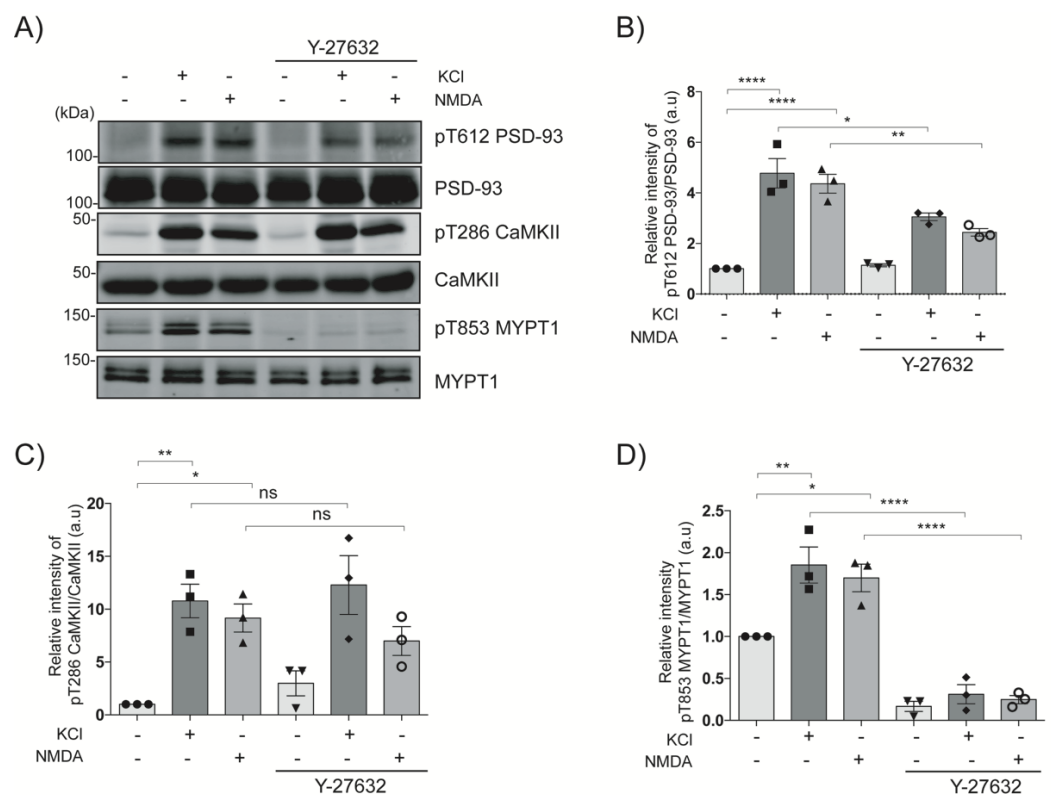 A)
Y-27632
- + - - + - KCl
- - + - - + NMDA
(kDa)
100- pT612 PSD-93
100- PSD-93
50- pT286 CaMKII
50- CaMKII
150- pT853 MYPT1
150- MYPT1
B)
****
****
*
**
Relative intensity of
pT612 PSD-93/PSD-93 (a.u)
8
6
4
2
0
KCl - + - - + -
NMDA - - + - - +
Y-27632
C)
**
*
ns
ns
Relative intensity of
pT286 CaMKII/CaMKII (a.u)
20
15
10
5
0
KCl - + - - + -
NMDA - - + - - +
Y-27632
D)
**
*
****
****
Relative intensity
pT853 MYPT1/MYPT1 (a.u)
2.5
2.0
1.5
1.0
0.5
0.0
KCl - + - - + -
NMDA - - + - - +
Y-27632